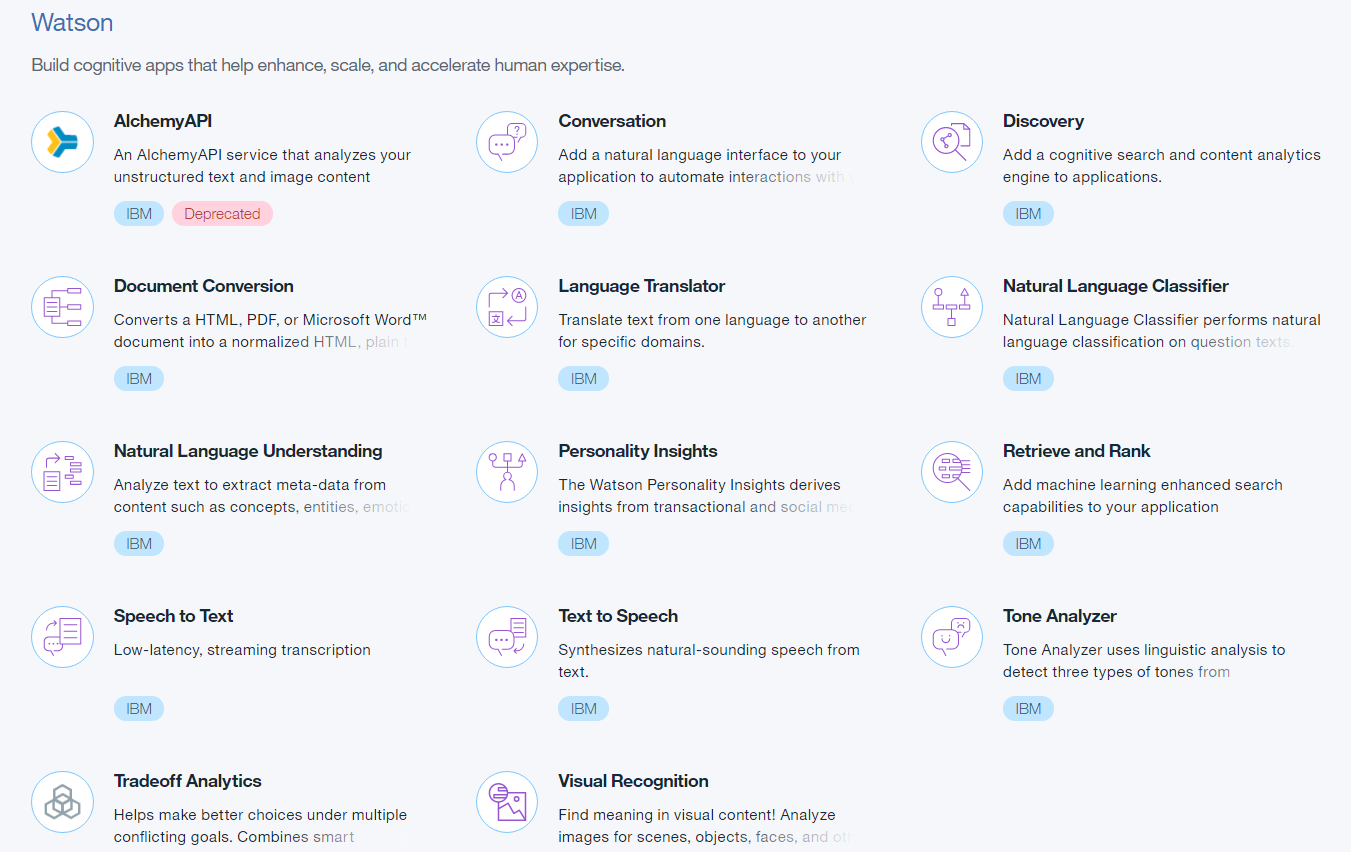 Watson
Build cognitive apps that help enhance, scale, and accelerate human expertise.
AlchemyAPI
An AlchemyAPI service that analyzes your
unstructured text and image content
IBM Deprecated
Conversation
Add a natural language interface to your
application to automate interactions with
IBM
Discovery
Add a cognitive search and content analytics
engine to applications.
IBM
Document Conversion
Converts a HTML, PDF, or Microsoft Word™
document into a normalized HTML, plain
IBM
Language Translator
Translate text from one language to another
for specific domains.
IBM
Natural Language Classifier
Natural Language Classifier performs natural
language classification on question texts.
IBM
Natural Language Understanding
Analyze text to extract meta-data from
content such as concepts, entities, emotio
IBM
Personality Insights
The Watson Personality Insights derives
insights from transactional and social med
IBM
Retrieve and Rank
Add machine learning enhanced search
capabilities to your application
IBM
Speech to Text
Low-latency, streaming transcription
IBM
Text to Speech
Synthesizes natural-sounding speech from
text.
IBM
Tone Analyzer
Tone Analyzer uses linguistic analysis to
detect three types of tones from
IBM
Tradeoff Analytics
Helps make better choices under multiple
conflicting goals. Combines smart
Visual Recognition
Find meaning in visual content! Analyze
images for scenes, objects, faces, and oth